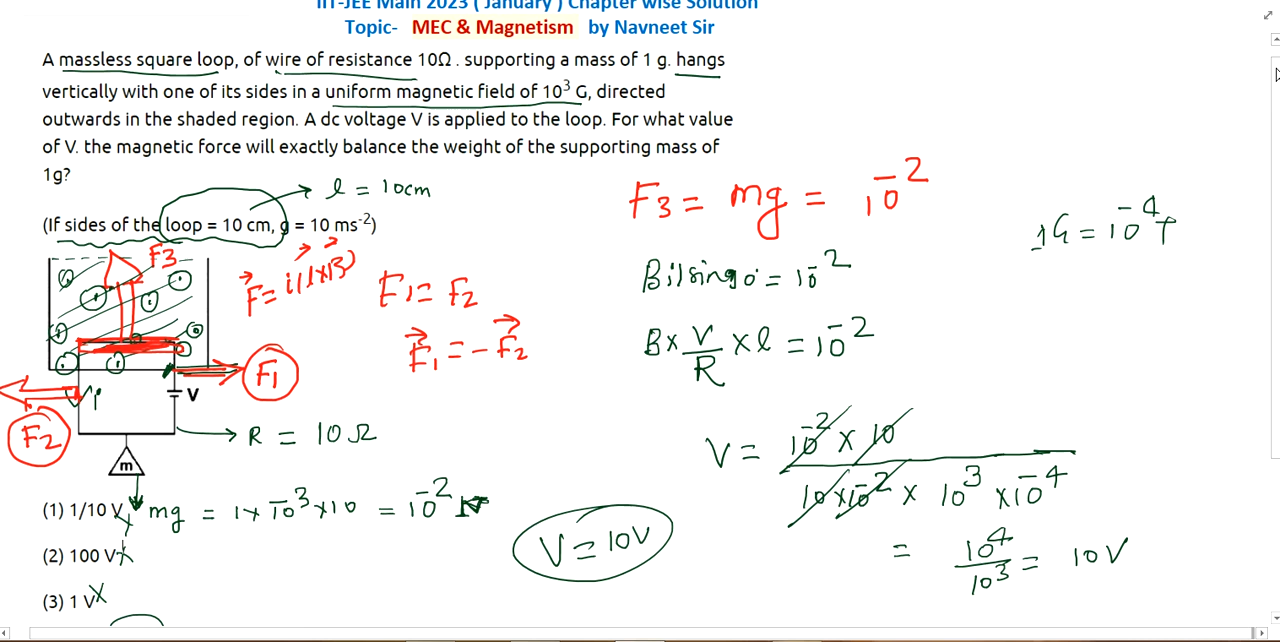 IIT-JEE Main 2023 ( January ) Chapter wise Solution
Topic- MEC & Magnetism by Navneet Sir
A massless square loop, of wire of resistance 10Ω . supporting a mass of 1 g. hangs
vertically with one of its sides in a uniform magnetic field of 10³ G, directed
outwards in the shaded region. A dc voltage V is applied to the loop. For what value
of V. the magnetic force will exactly balance the weight of the supporting mass of
1g?
l = 10cm
(If sides of the loop = 10 cm, g = 10 ms⁻²)
F3
F⃗ = i(l⃗×B⃗)
F1 = F2
F⃗1 = -F⃗2
F1
F2
i
V
R = 10Ω
m
mg = 1×10⁻³×10 = 10⁻² N
(1) 1/10 V
(2) 100 V
(3) 1 V
F3 = mg = 10⁻²
1G = 10⁻⁴T
Bilsin90° = 10⁻²
B× V/R ×l = 10⁻²
V = 10⁻² × 10
10×10⁻² × 10³ ×10⁻⁴
= 10⁴/10³ = 10V
V = 10V